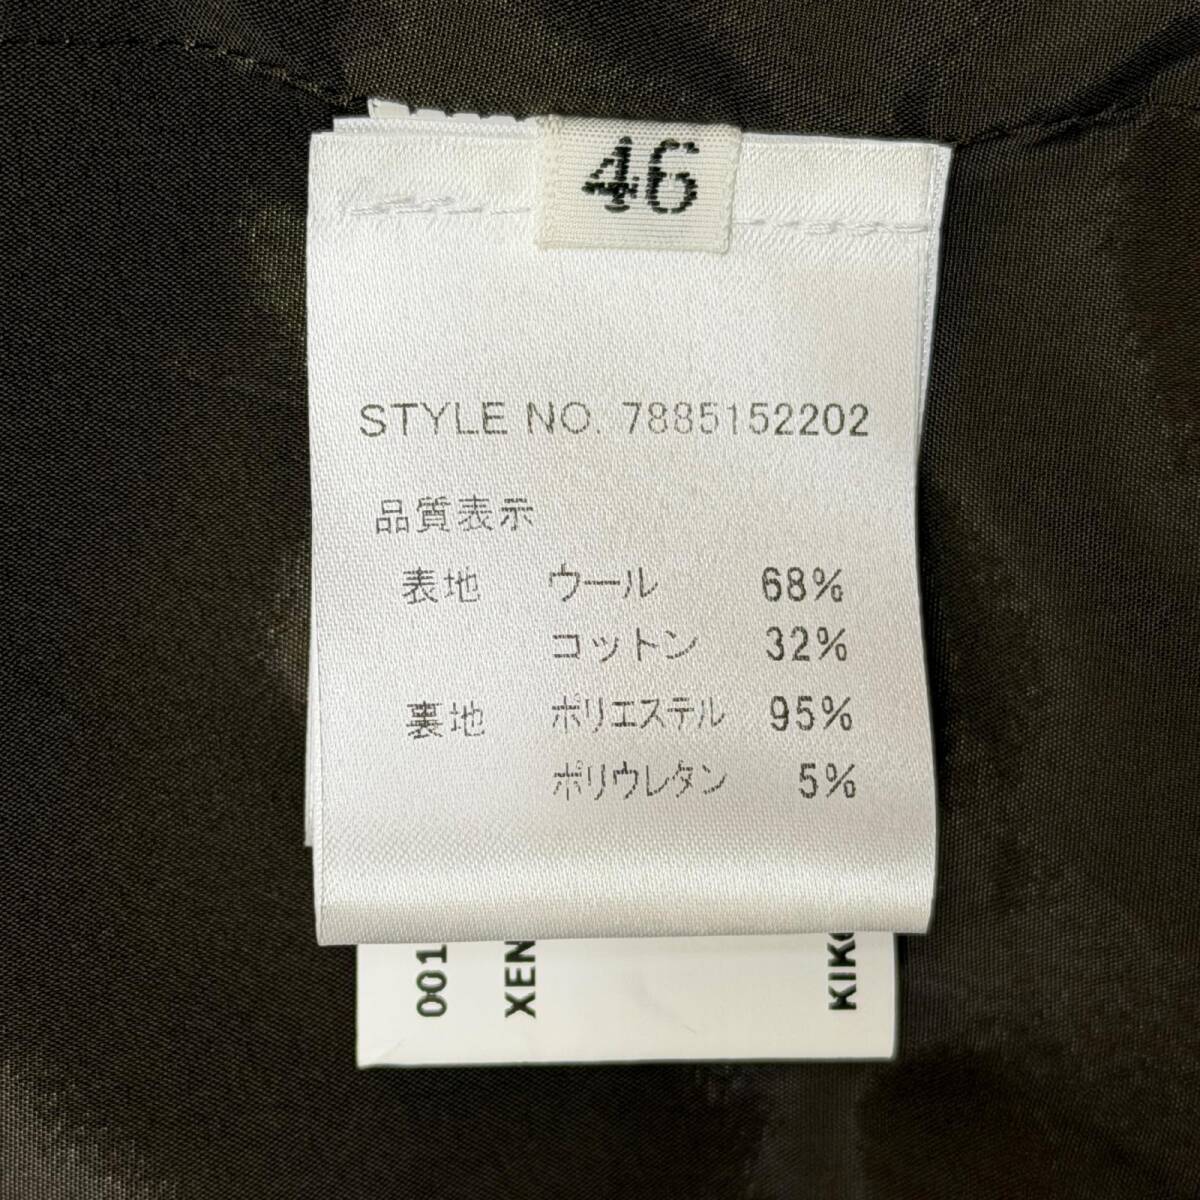 46
STYLE NO. 7885152202
品質表示
表地 ウール 68%
コットン 32%
裏地 ポリエステル 95%
ポリウレタン 5%
001
XEN